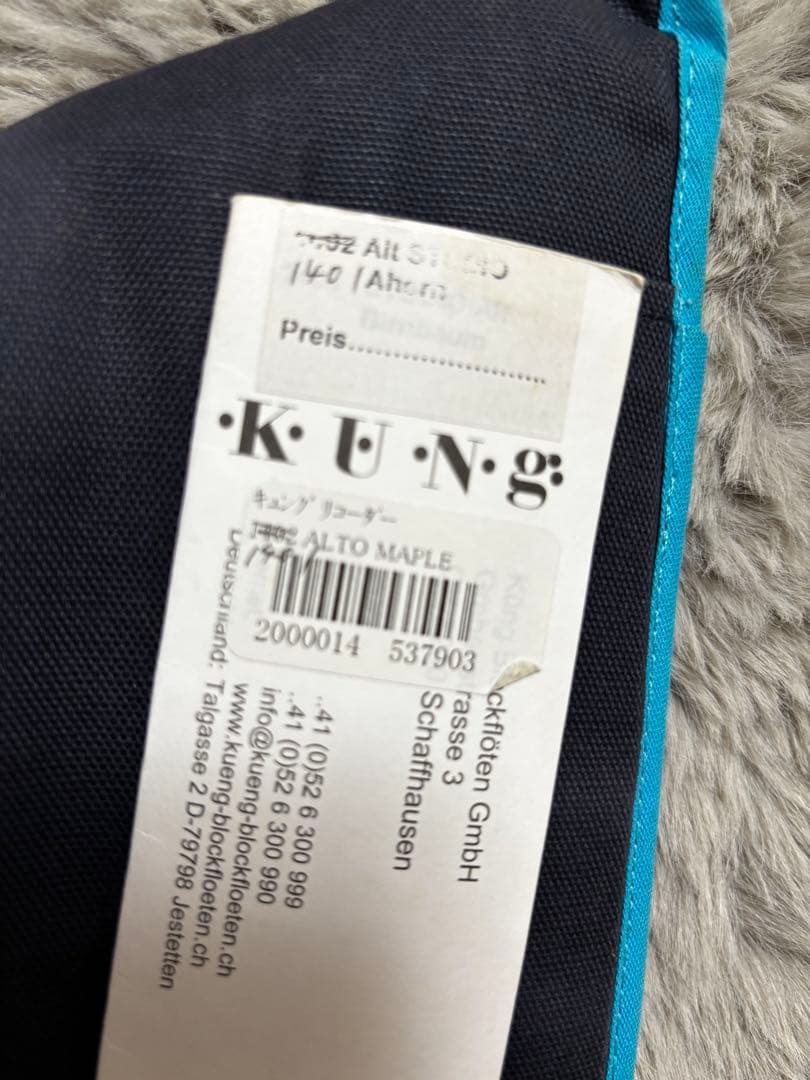 Alt STUDIO
1401 Ahorn
Preis........................
·K·U·N·g
キュング リコーダー
ALTO MAPLE
2000014 537903
ckflöten GmbH
rasse 3
Schaffhausen
..41 (0)52 6 300 999
..41 (0)52 6 300 990
info@kueng-blockfloeten.ch
www.kueng-blockfloeten.ch
Deutschland: Talgasse 2 D-79798 Jestetten